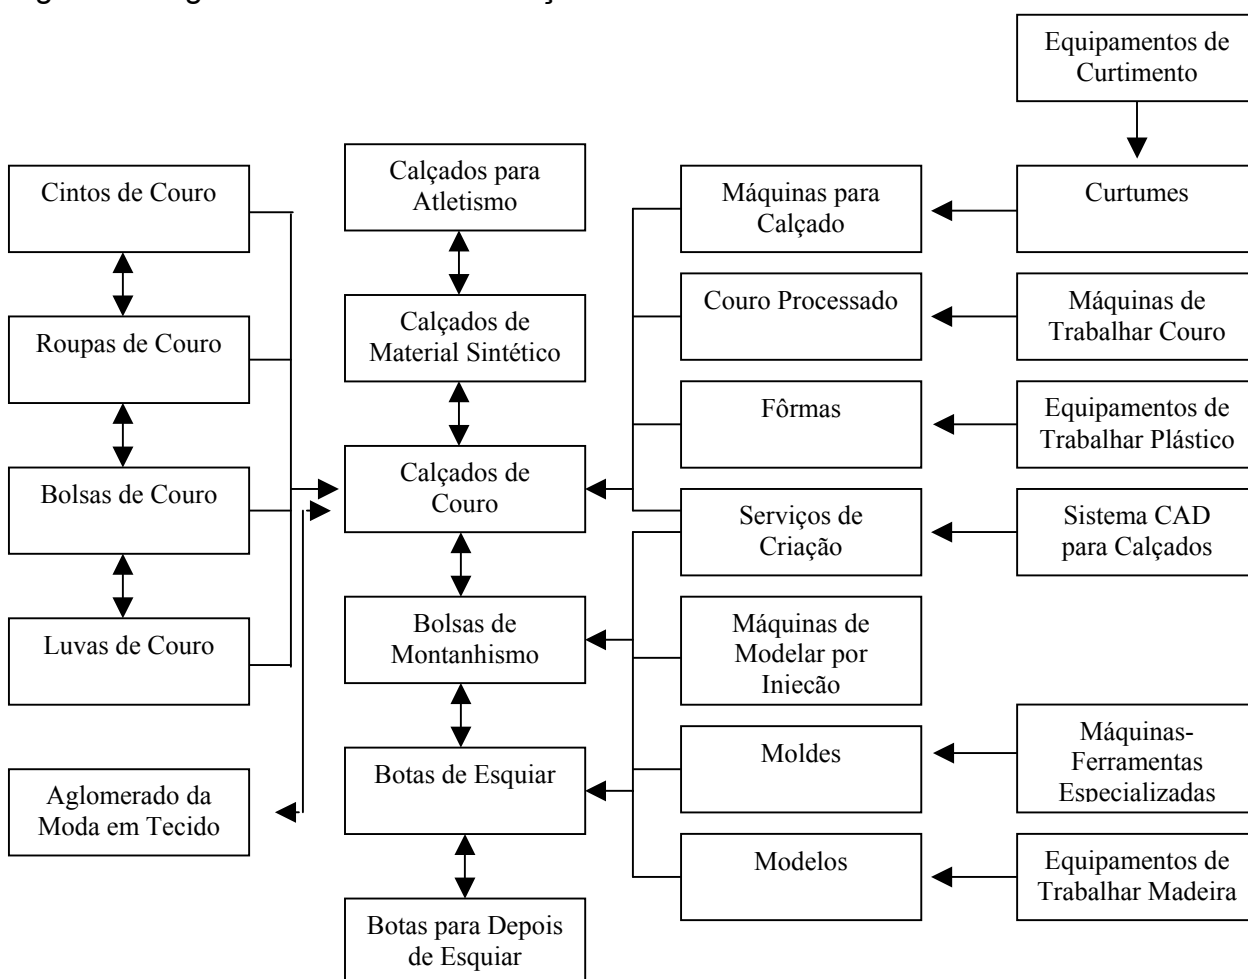 Equipamentos de
Curtimento
Cintos de Couro
Calçados para
Atletismo
Máquinas para
Calçado
Curtumes
Roupas de Couro
Calçados de
Material Sintético
Couro Processado
Máquinas de
Trabalhar Couro
Fôrmas
Equipamentos de
Trabalhar Plástico
Bolsas de Couro
Calçados de
Couro
Serviços de
Criação
Sistema CAD
para Calçados
Luvas de Couro
Bolsas de
Montanhismo
Máquinas de
Modelar por
Injeção
Aglomerado da
Moda em Tecido
Botas de Esquiar
Moldes
Máquinas-
Ferramentas
Especializadas
Botas para Depois
de Esquiar
Modelos
Equipamentos de
Trabalhar Madeira